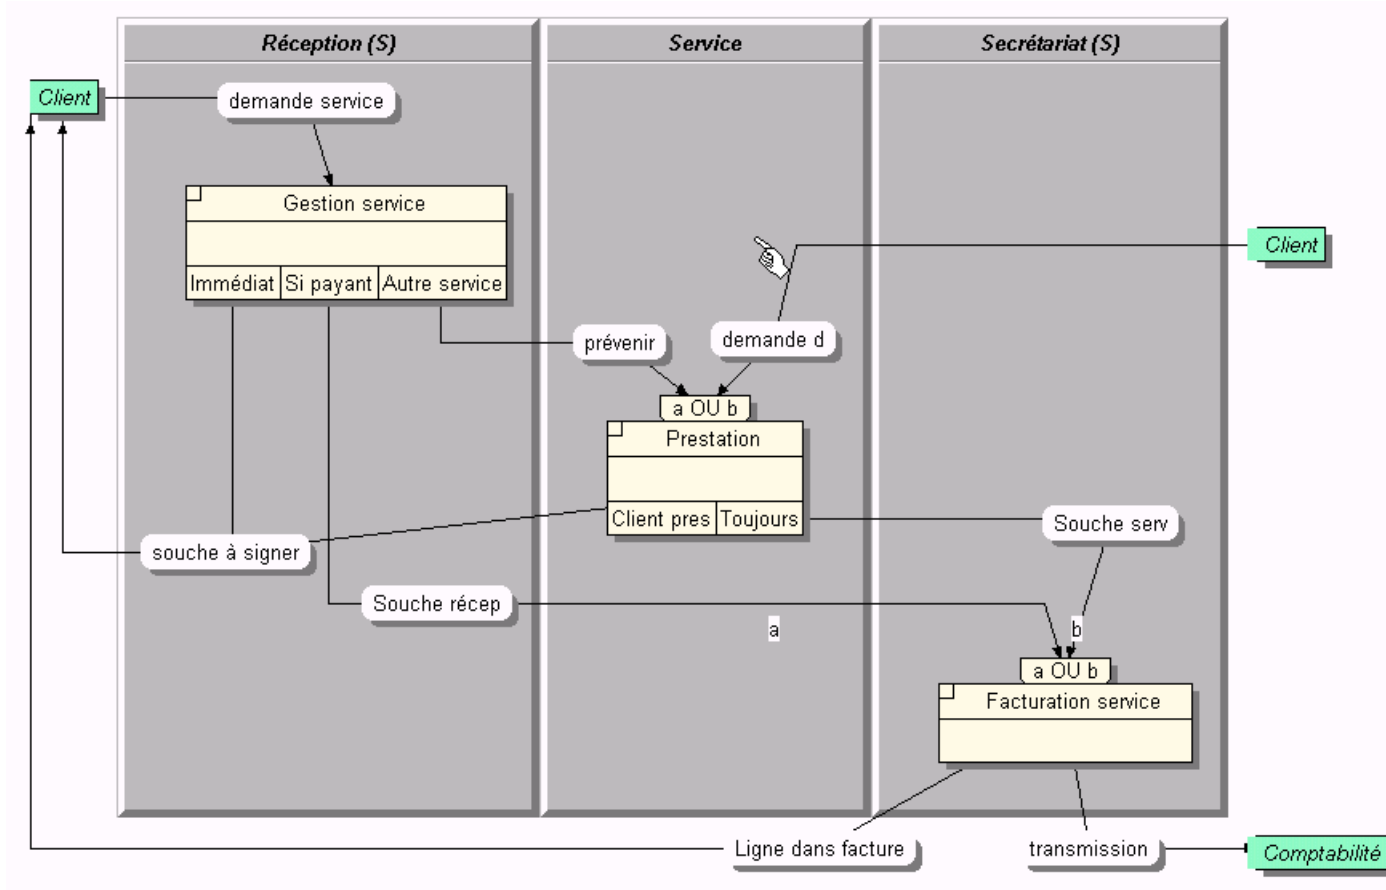 Réception (S)
Service
Secrétariat (S)
Client
demande service
Gestion service
Immédiat
Si payant
Autre service
Client
prévenir
demande d
a OU b
Prestation
Client pres
Toujours
souche à signer
Souche serv
Souche récep
a
b
a OU b
Facturation service
Ligne dans facture
transmission
Comptabilité